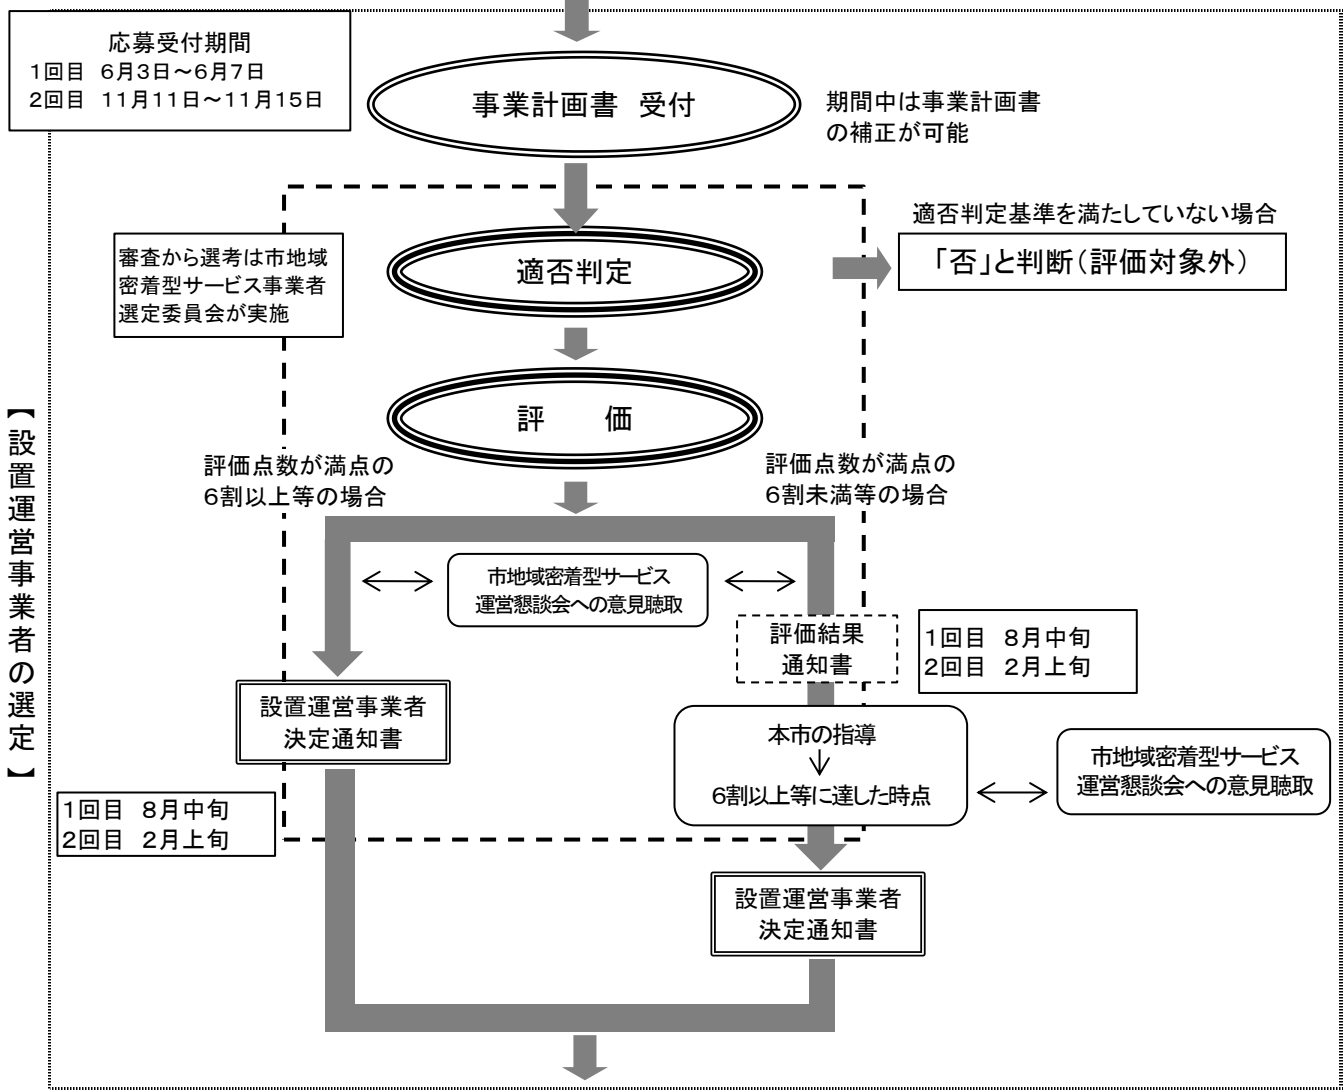 応募受付期間
1回目 6月3日~6月7日
2回目 11月11日~11月15日
事業計画書 受付
期間中は事業計画書
の補正が可能
適否判定基準を満たしていない場合
「否」と判断(評価対象外)
審査から選考は市地域
密着型サービス事業者
選定委員会が実施
適否判定
評 価
【設置運営事業者の選定】
評価点数が満点の
6割以上等の場合
評価点数が満点の
6割未満等の場合
市地域密着型サービス
運営懇談会への意見聴取
評価結果
通知書
1回目 8月中旬
2回目 2月上旬
設置運営事業者
決定通知書
本市の指導
↓
6割以上等に達した時点
市地域密着型サービス
運営懇談会への意見聴取
1回目 8月中旬
2回目 2月上旬
設置運営事業者
決定通知書